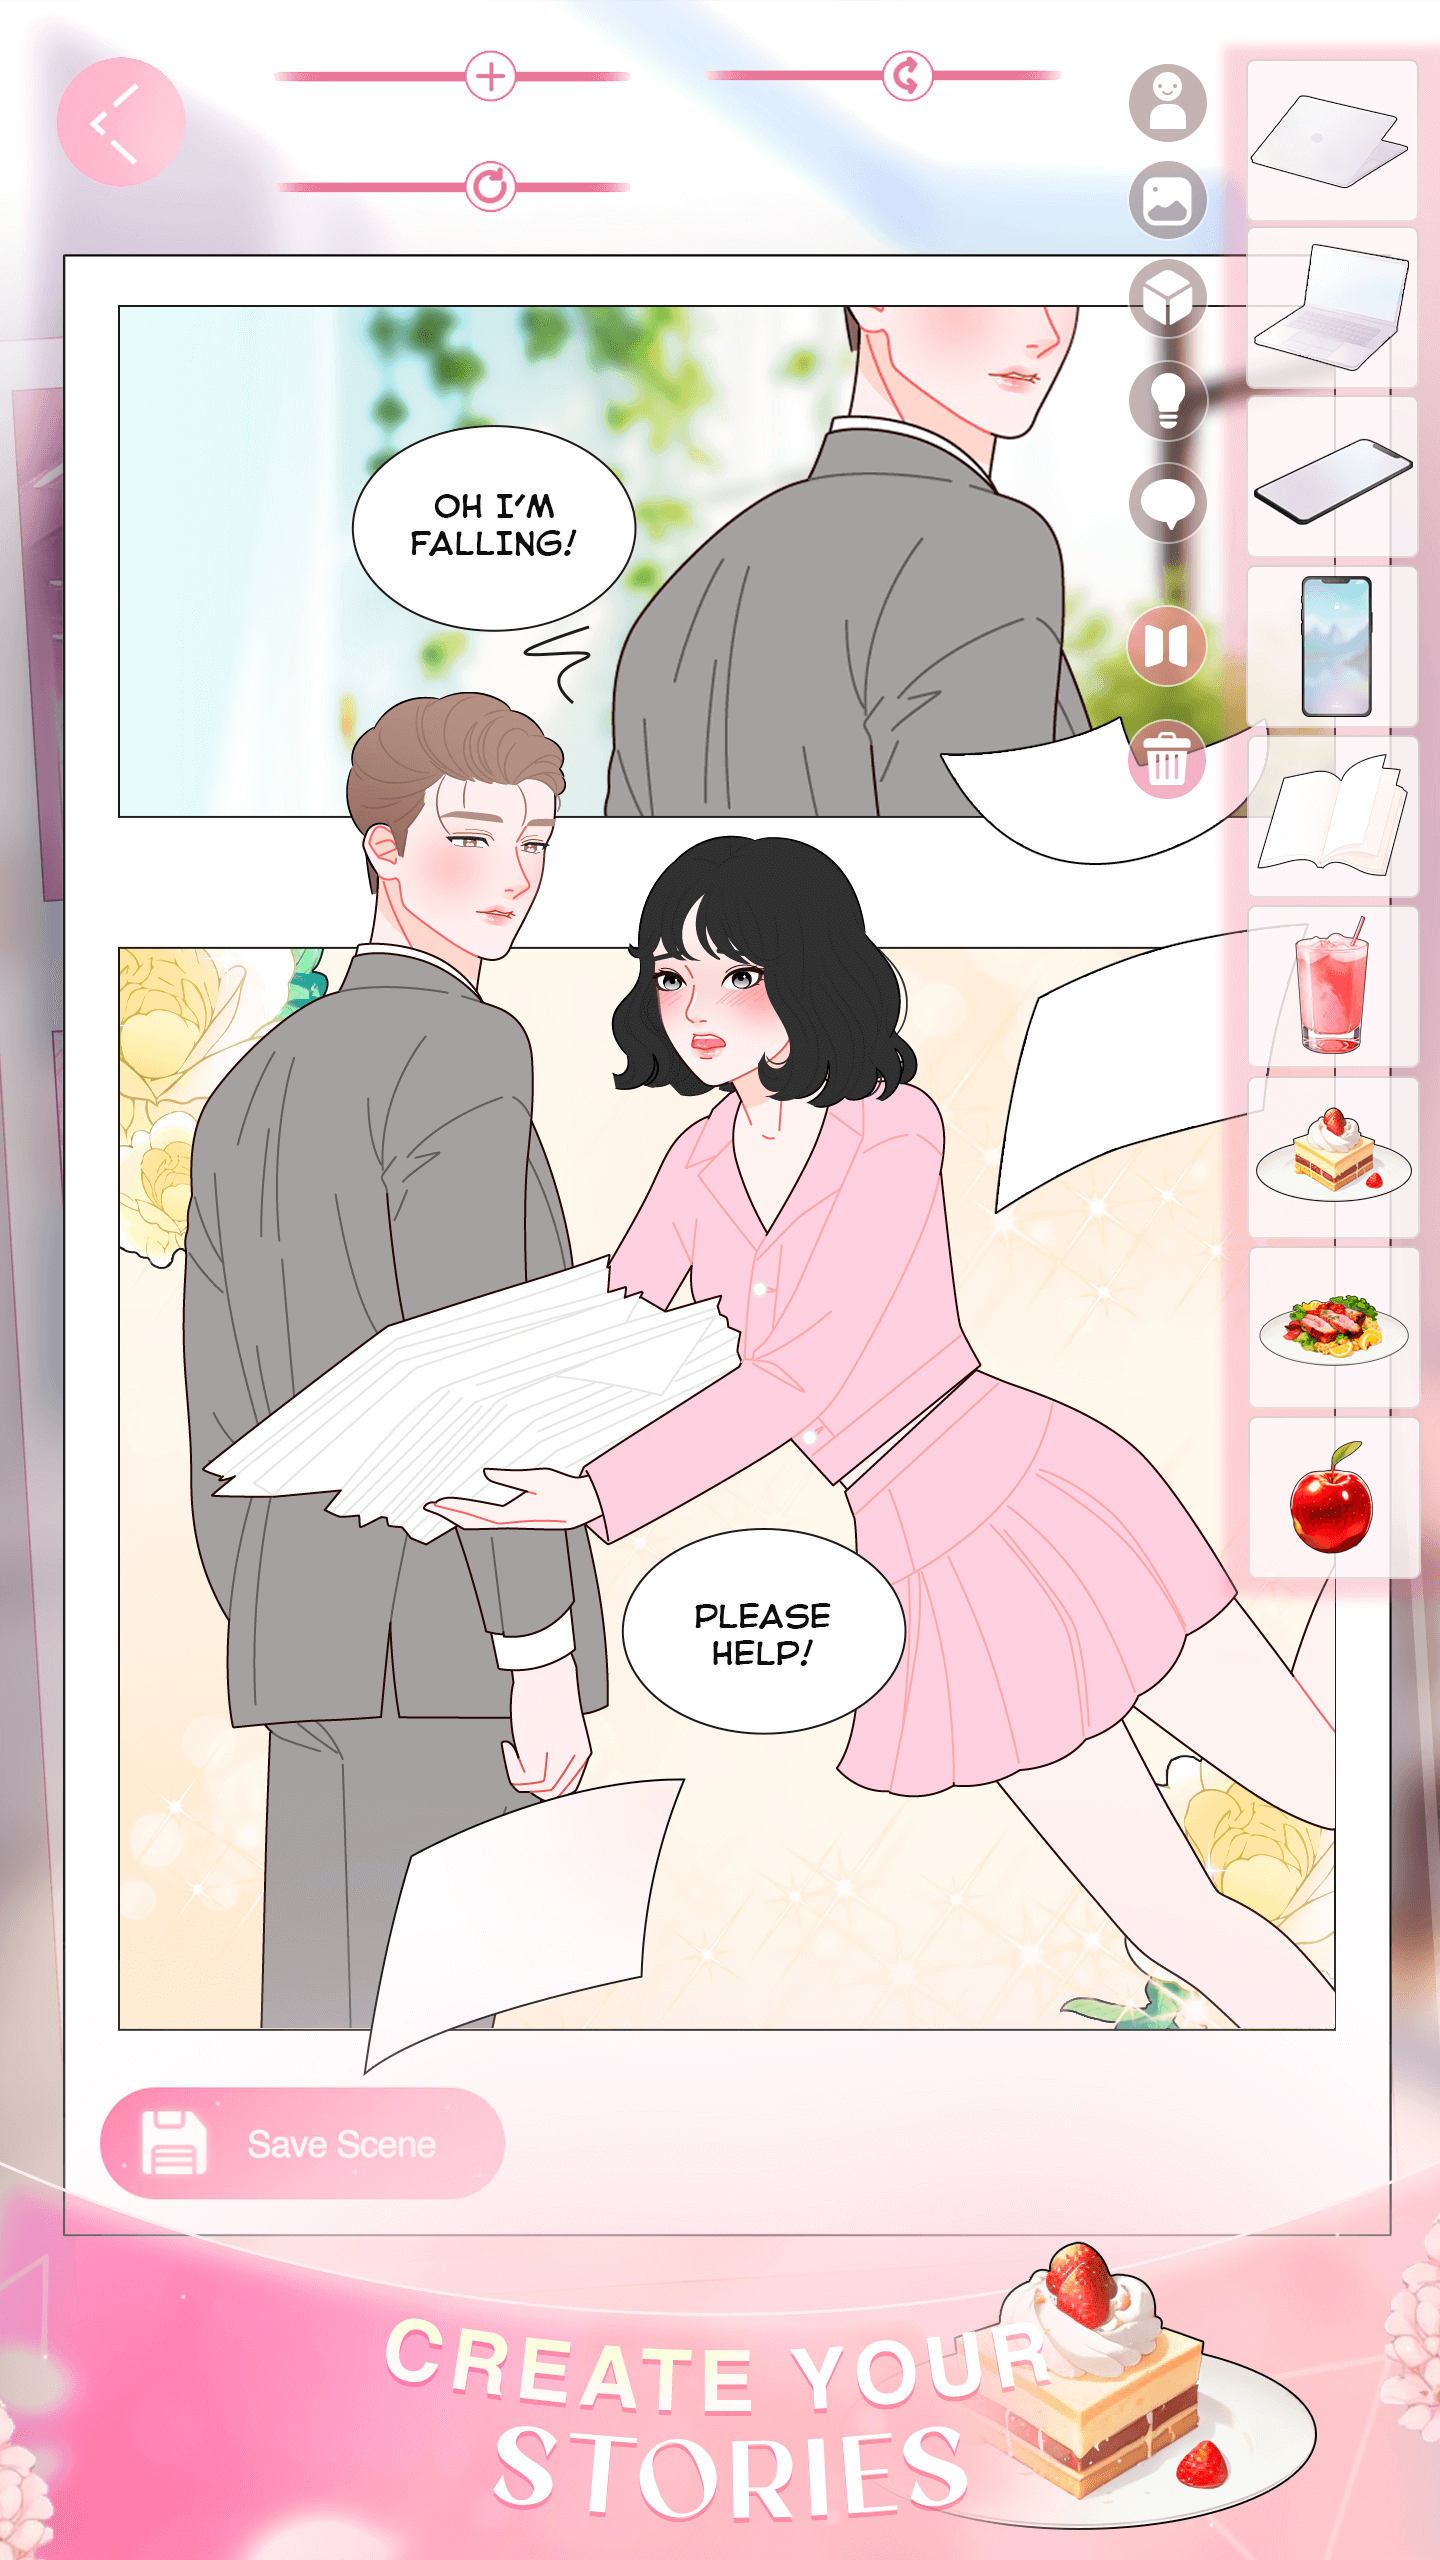 OH I'M
FALLING!
PLEASE
HELP!
Save Scene
CREATE YOUR
STORIES